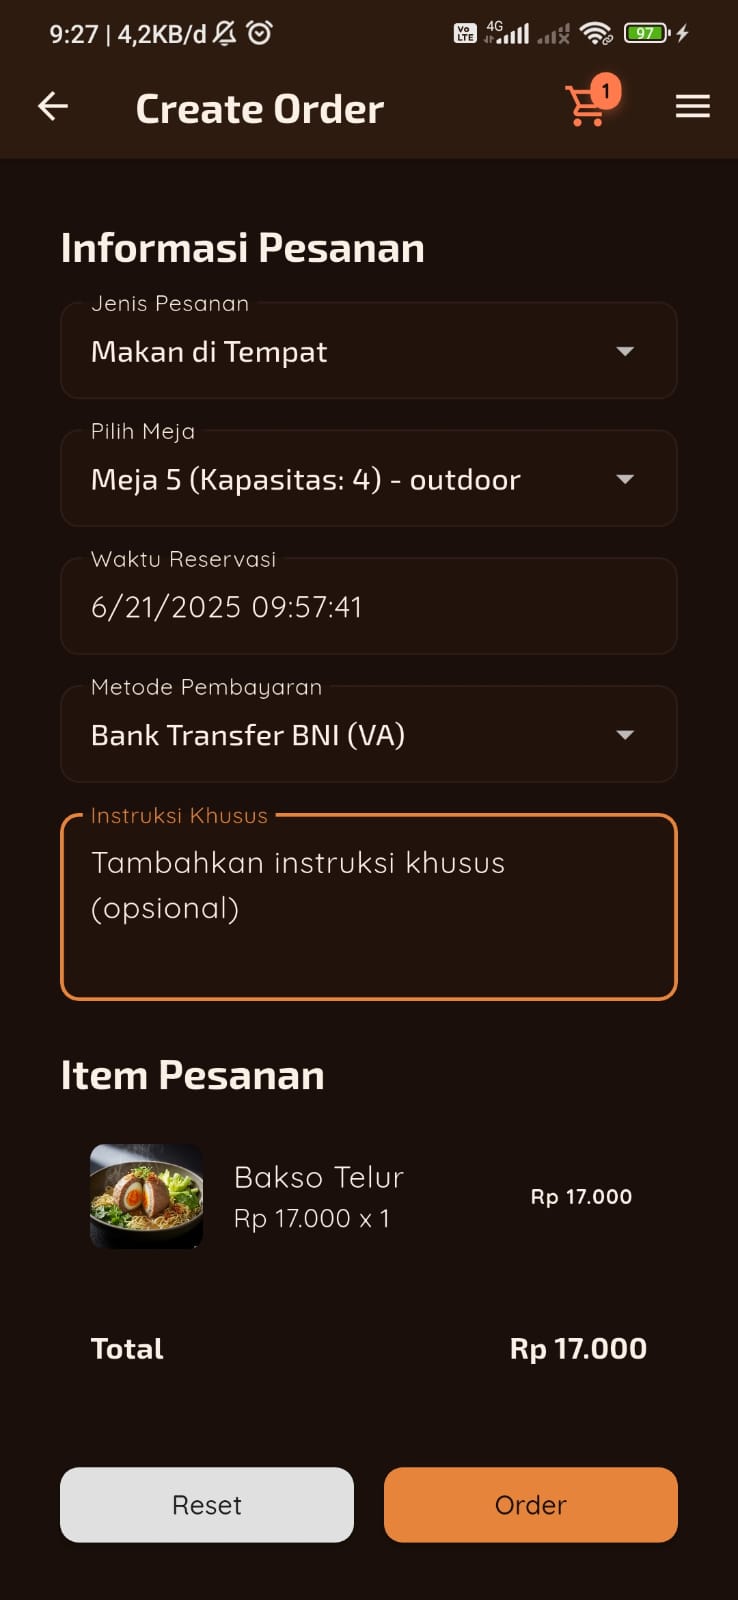 9:27 | 4,2KB/d
Vo LTE 4G 97
Create Order
1
Informasi Pesanan
Jenis Pesanan
Makan di Tempat
Pilih Meja
Meja 5 (Kapasitas: 4) - outdoor
Waktu Reservasi
6/21/2025 09:57:41
Metode Pembayaran
Bank Transfer BNI (VA)
Instruksi Khusus
Tambahkan instruksi khusus
(opsional)
Item Pesanan
Bakso Telur
Rp 17.000 x 1
Rp 17.000
Total
Rp 17.000
Reset
Order